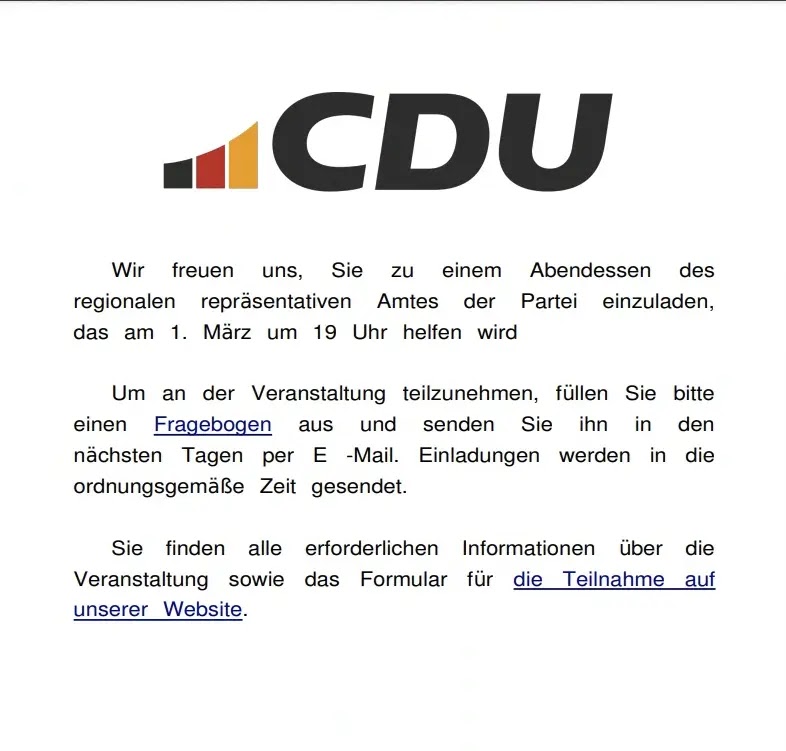 CDU
Wir freuen uns, Sie zu einem Abendessen des
regionalen repräsentativen Amtes der Partei einzuladen,
das am 1. März um 19 Uhr helfen wird
Um an der Veranstaltung teilzunehmen, füllen Sie bitte
einen Fragebogen aus und senden Sie ihn in den
nächsten Tagen per E -Mail. Einladungen werden in die
ordnungsgemäße Zeit gesendet.
Sie finden alle erforderlichen Informationen über die
Veranstaltung sowie das Formular für die Teilnahme auf
unserer Website.